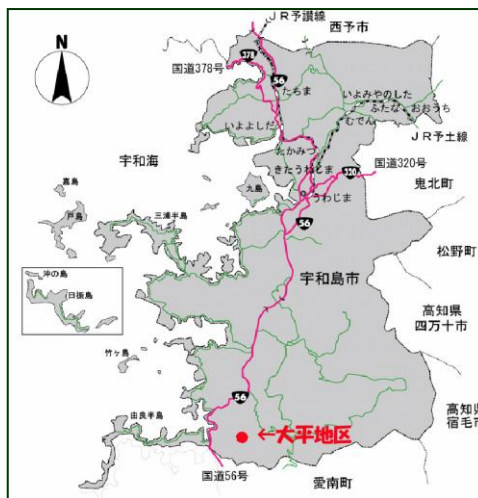 JR予讃線
西予市
N
378
国道378号
56
たちま
いよみやのした
いよよしだ
ふたな
おおうち
むでん
JR予土線
たかみつ
きたうわじま
国道320号
320
宇和海
嘉島
九島
うわじま
鬼北町
戸島
三浦半島
56
松野町
沖の島
宇和島市
日振島
高知県
四万十市
竹ヶ島
56
高知県
宿毛市
由良半島
←大平地区
国道56号
愛南町